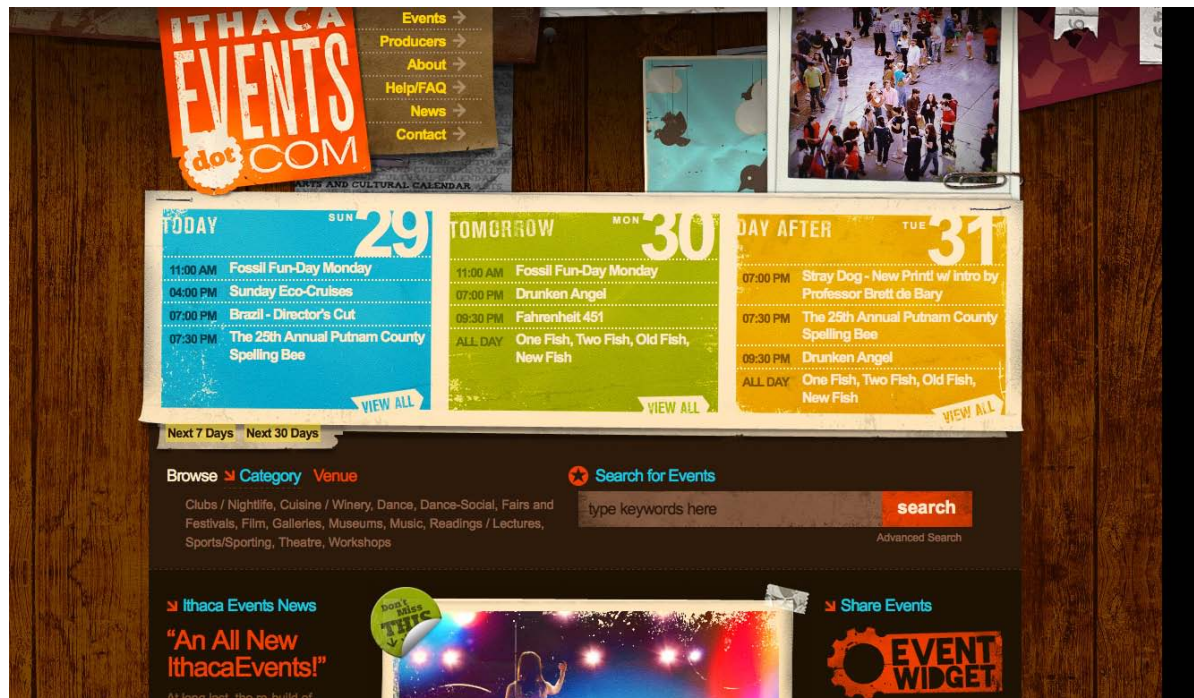 ITHACA
EVENTS
dot COM
Events
Producers
About
Help/FAQ
News
Contact
ARTS AND CULTURAL CALENDAR
TODAY
SUN 29
11:00 AM Fossil Fun-Day Monday
04:00 PM Sunday Eco-Cruises
07:00 PM Brazil - Director's Cut
07:30 PM The 25th Annual Putnam County
Spelling Bee
VIEW ALL
TOMORROW
MON 30
11:00 AM Fossil Fun-Day Monday
07:00 PM Drunken Angel
09:30 PM Fahrenheit 451
ALL DAY One Fish, Two Fish, Old Fish,
New Fish
VIEW ALL
DAY AFTER
TUE 31
07:00 PM Stray Dog - New Print! w/ intro by
Professor Brett de Bary
07:30 PM The 25th Annual Putnam County
Spelling Bee
09:30 PM Drunken Angel
ALL DAY One Fish, Two Fish, Old Fish,
New Fish
VIEW ALL
Next 7 Days Next 30 Days
Browse Category Venue
Clubs / Nightlife, Cuisine / Winery, Dance, Dance-Social, Fairs and
Festivals, Film, Galleries, Museums, Music, Readings / Lectures,
Sports/Sporting, Theatre, Workshops
Search for Events
type keywords here search
Advanced Search
Ithaca Events News
“An All New
IthacaEvents!”
At long last, the re-build of
Don't
Miss
THIS
Share Events
EVENT
WIDGET